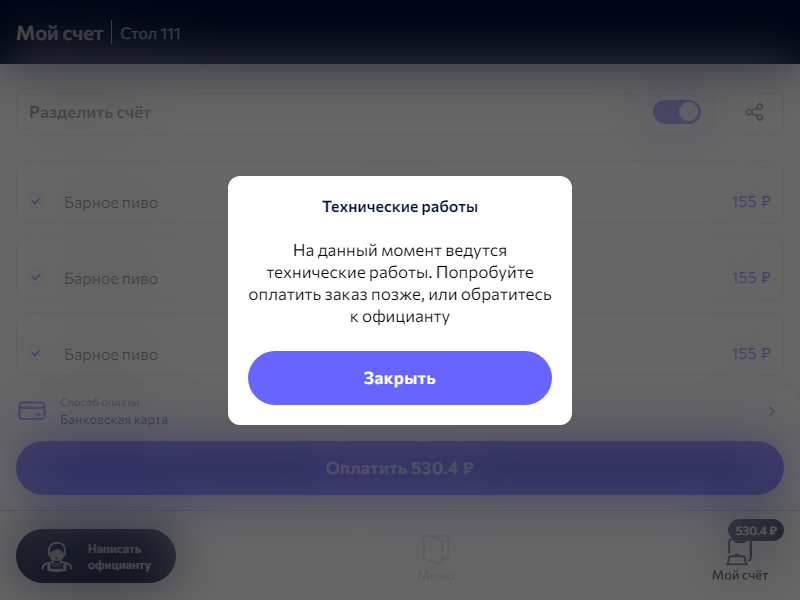 Мой счет
Стол 111
Разделить счёт
Барное пиво
155 ₽
Барное пиво
155 ₽
Барное пиво
155 ₽
Технические работы
На данный момент ведутся
технические работы. Попробуйте
оплатить заказ позже, или обратитесь
к официанту
Закрыть
Способ оплаты
Банковская карта
Оплатить 530.4 ₽
Написать
официанту
Меню
530.4 ₽
Мой счёт